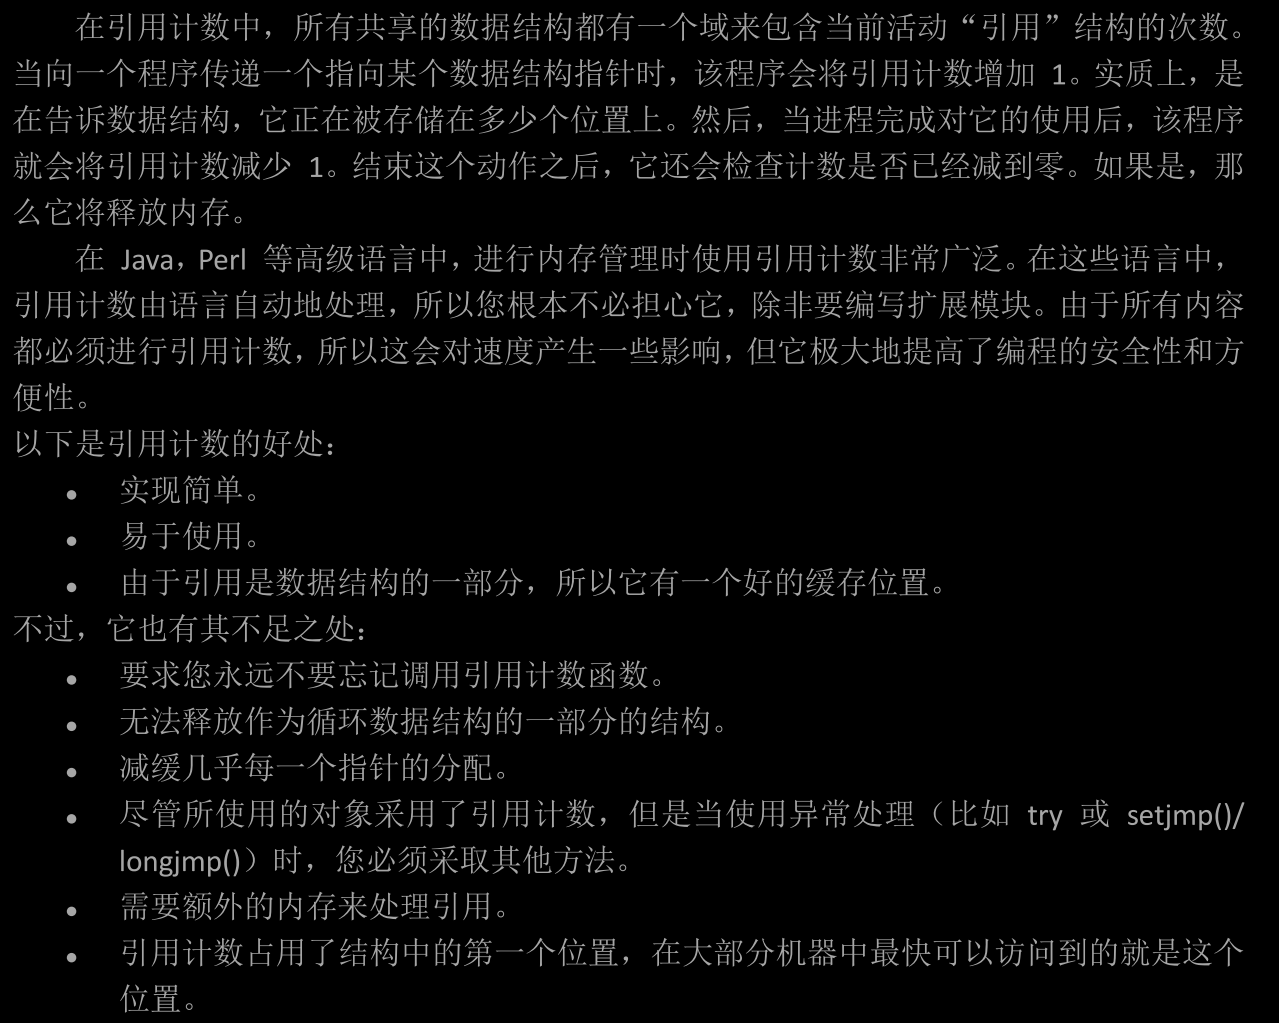 在引用计数中，所有共享的数据结构都有一个域来包含当前活动“引用”结构的次数。
当向一个程序传递一个指向某个数据结构指针时，该程序会将引用计数增加 1。实质上，是
在告诉数据结构，它正在被存储在多少个位置上。然后，当进程完成对它的使用后，该程序
就会将引用计数减少 1。结束这个动作之后，它还会检查计数是否已经减到零。如果是，那
么它将释放内存。
在 Java，Perl 等高级语言中，进行内存管理时使用引用计数非常广泛。在这些语言中，
引用计数由语言自动地处理，所以您根本不必担心它，除非要编写扩展模块。由于所有内容
都必须进行引用计数，所以这会对速度产生一些影响，但它极大地提高了编程的安全性和方
便性。
以下是引用计数的好处：
● 实现简单。
● 易于使用。
● 由于引用是数据结构的一部分，所以它有一个好的缓存位置。
不过，它也有其不足之处：
● 要求您永远不要忘记调用引用计数函数。
● 无法释放作为循环数据结构的一部分的结构。
● 减缓几乎每一个指针的分配。
● 尽管所使用的对象采用了引用计数，但是当使用异常处理（比如 try 或 setjmp()/
longjmp()）时，您必须采取其他方法。
● 需要额外的内存来处理引用。
● 引用计数占用了结构中的第一个位置，在大部分机器中最快可以访问到的就是这个
位置。